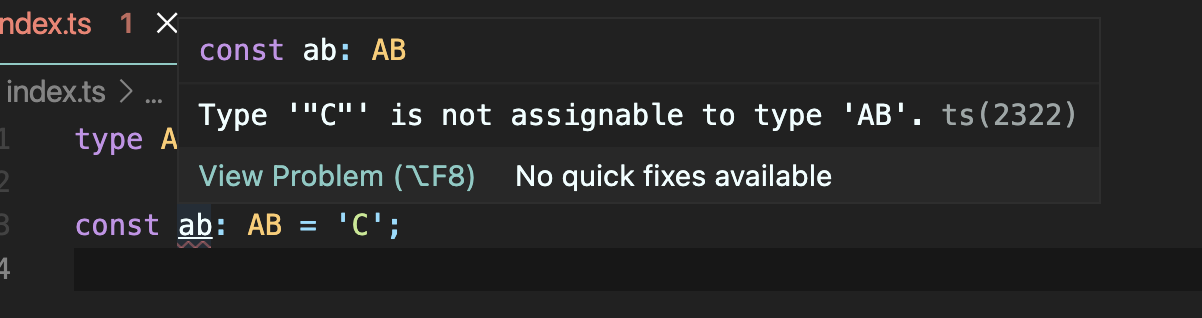 ndex.ts 1 ×
const ab: AB
index.ts > ...
Type '"C"' is not assignable to type 'AB'. ts(2322)
1 type A
View Problem (⌥F8) No quick fixes available
2
3 const ab: AB = 'C';
4